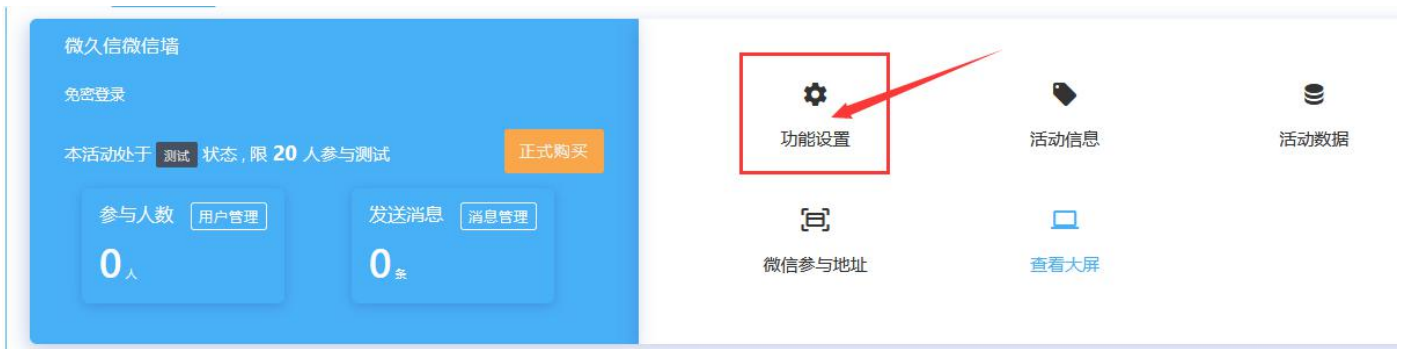 微久信微信墙
免密登录
本活动处于 测试 状态 , 限 20 人参与测试 正式购买
参与人数 用户管理
0 人
发送消息 消息管理
0 条
功能设置
活动信息
活动数据
微信参与地址
查看大屏